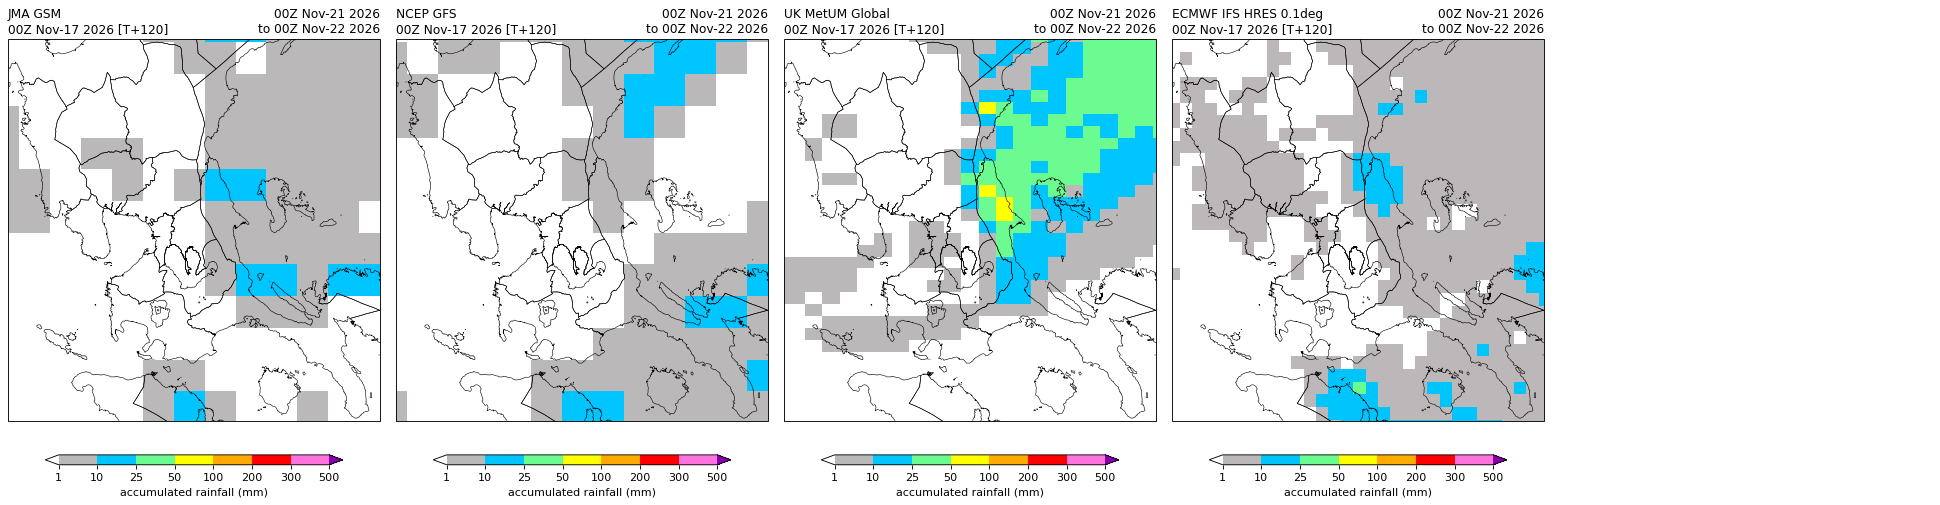 JMA GSM 00Z Nov-21 2026
00Z Nov-17 2026 [T+120] to 00Z Nov-22 2026
1 10 25 50 100 200 300 500
accumulated rainfall (mm)
NCEP GFS 00Z Nov-21 2026
00Z Nov-17 2026 [T+120] to 00Z Nov-22 2026
1 10 25 50 100 200 300 500
accumulated rainfall (mm)
UK MetUM Global 00Z Nov-21 2026
00Z Nov-17 2026 [T+120] to 00Z Nov-22 2026
1 10 25 50 100 200 300 500
accumulated rainfall (mm)
ECMWF IFS HRES 0.1deg 00Z Nov-21 2026
00Z Nov-17 2026 [T+120] to 00Z Nov-22 2026
1 10 25 50 100 200 300 500
accumulated rainfall (mm)